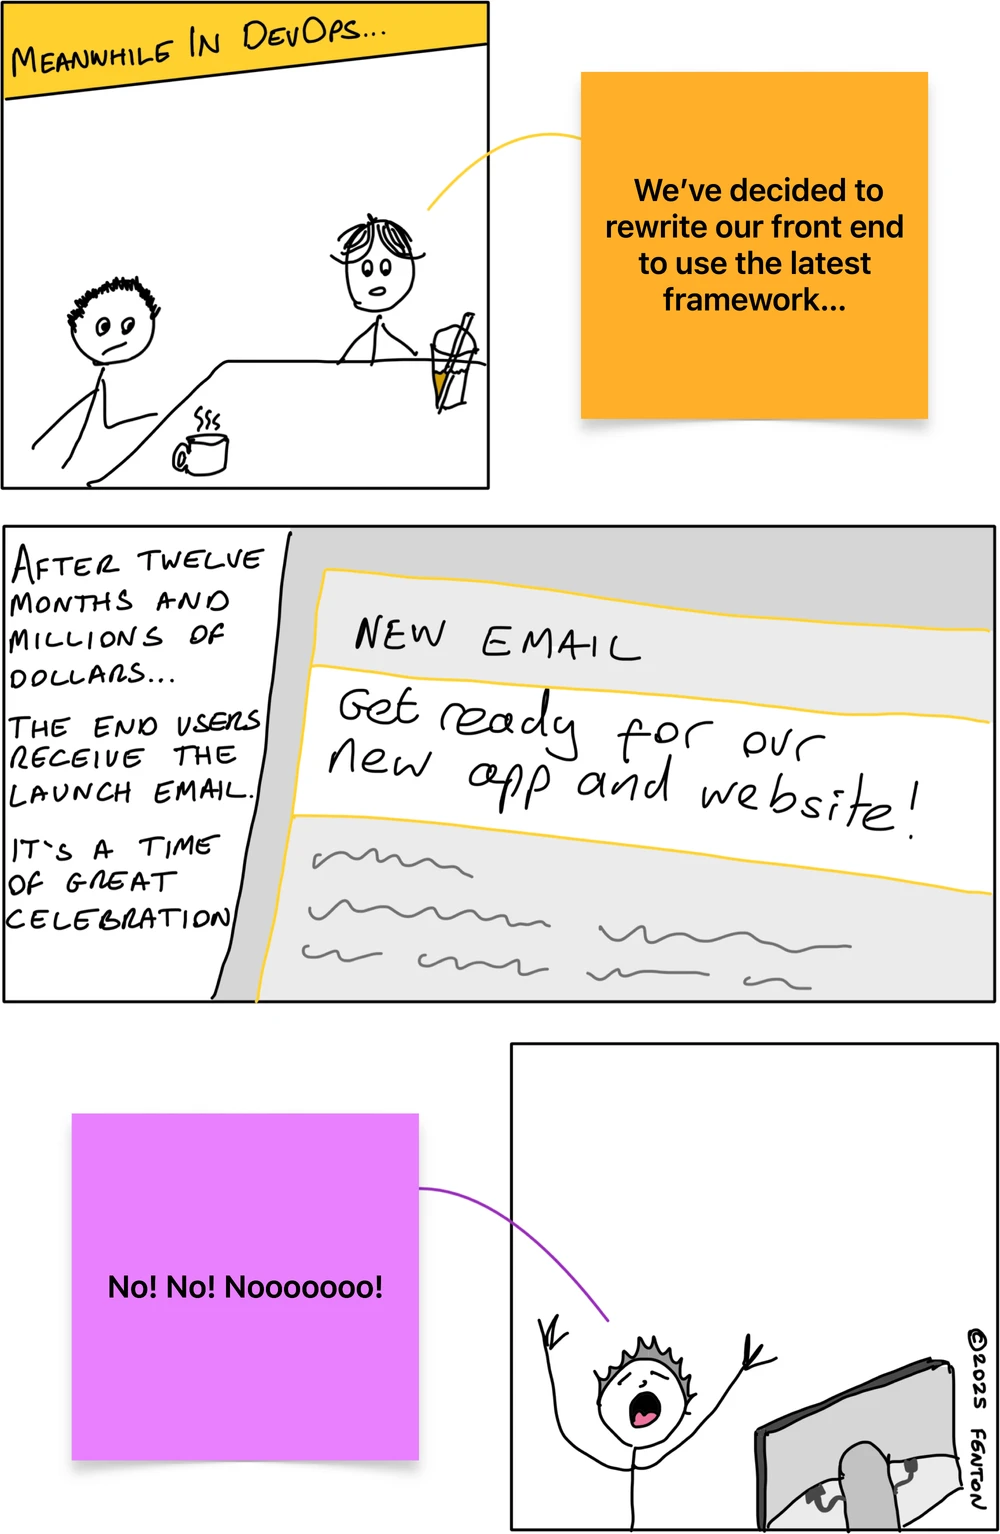 MEANWHILE IN DEVOPS...
We've decided to
rewrite our front end
to use the latest
framework...
AFTER TWELVE
MONTHS AND
MILLIONS OF
DOLLARS...
THE END USERS
RECEIVE THE
LAUNCH EMAIL.
IT'S A TIME
OF GREAT
CELEBRATION
NEW EMAIL
Get ready for our
new app and website!
No! No! Nooooooo!
©2025 FENTON